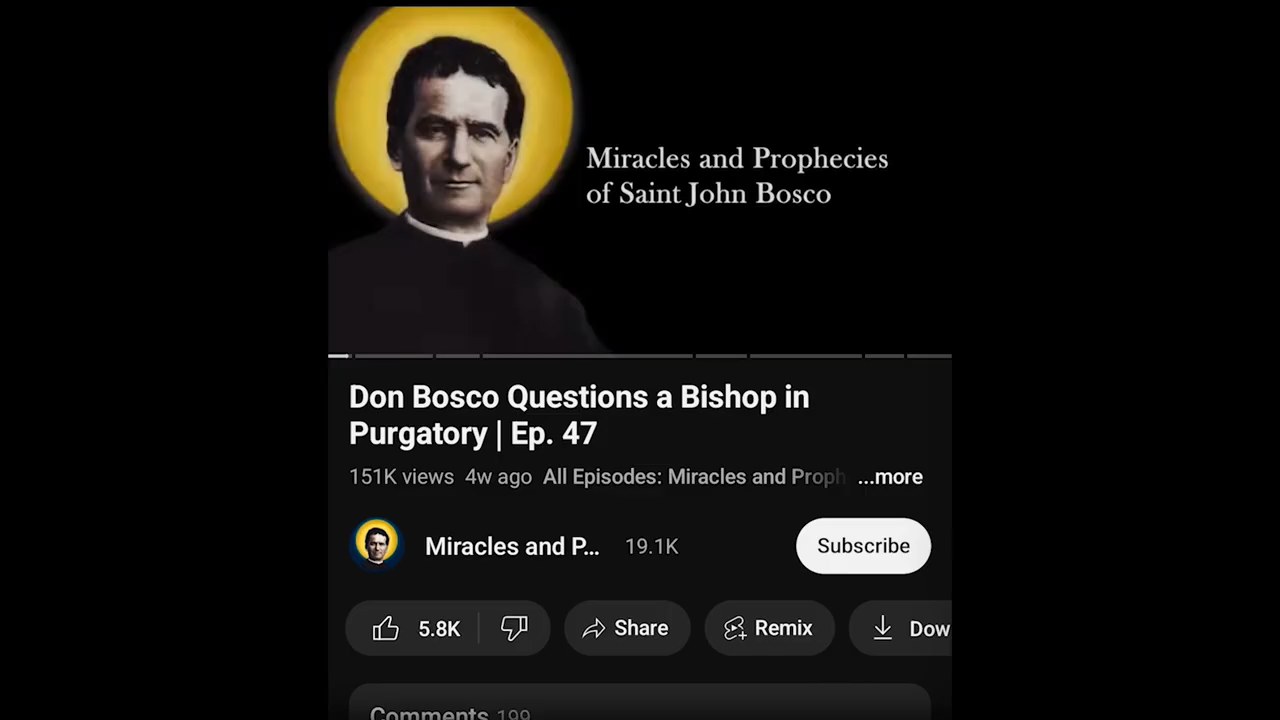 Miracles and Prophecies
of Saint John Bosco
Don Bosco Questions a Bishop in
Purgatory | Ep. 47
151K views 4w ago All Episodes: Miracles and Proph ...more
Miracles and P... 19.1K Subscribe
5.8K Share Remix Dow
Comments 199